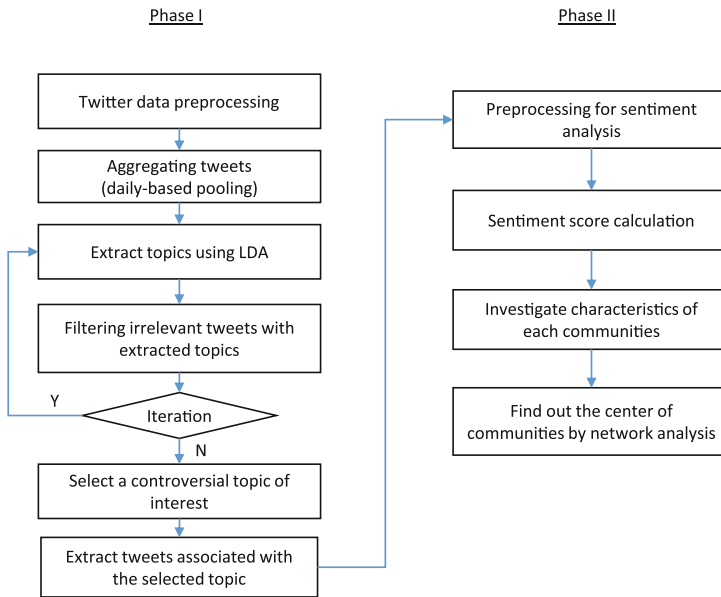 Phase I
Twitter data preprocessing
Aggregating tweets
(daily-based pooling)
Extract topics using LDA
Filtering irrelevant tweets with
extracted topics
Y
Iteration
N
Select a controversial topic of
interest
Extract tweets associated with
the selected topic
Phase II
Preprocessing for sentiment
analysis
Sentiment score calculation
Investigate characteristics of
each communities
Find out the center of
communities by network analysis